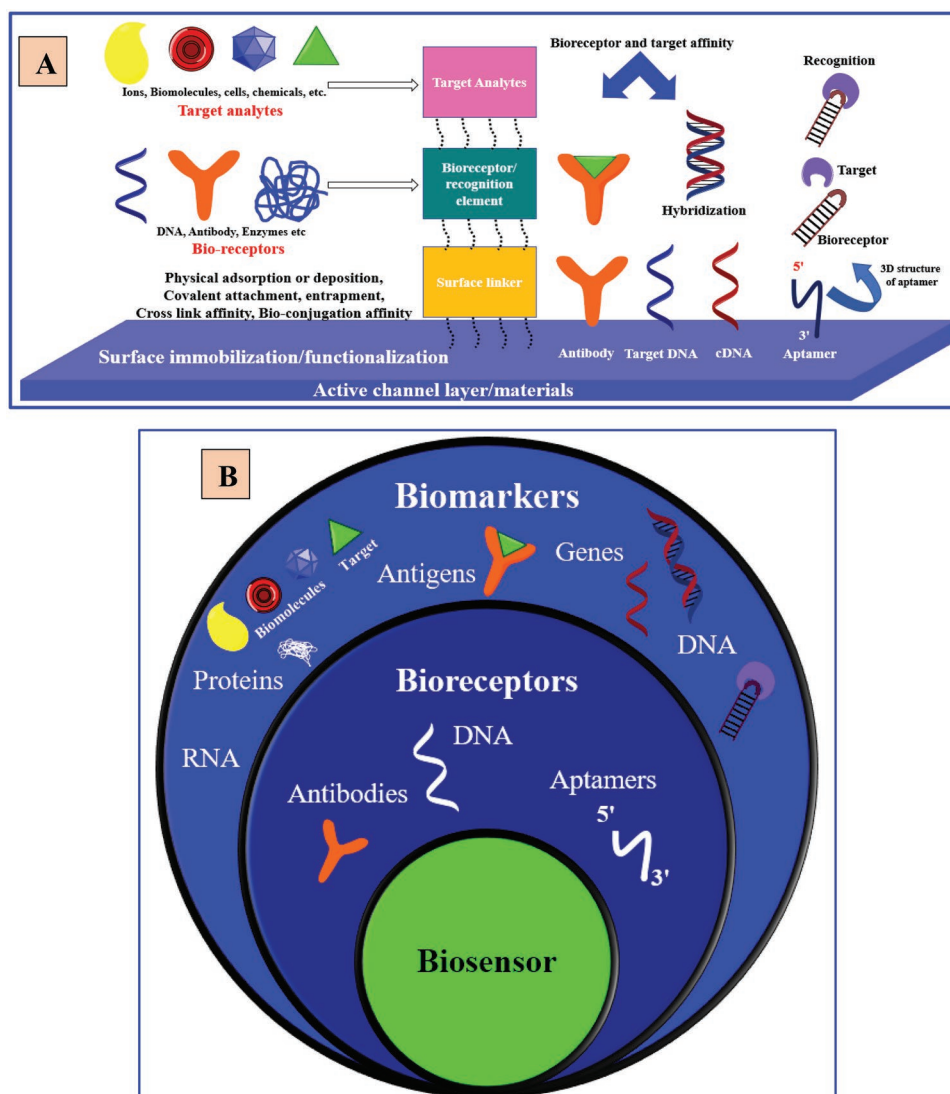 A
Ions, Biomolecules, cells, chemicals, etc.
Target analytes
DNA, Antibody, Enzymes etc
Bio-receptors
Physical adsorption or deposition,
Covalent attachment, entrapment,
Cross link affinity, Bio-conjugation affinity
Surface immobilization/functionalization
Active channel layer/materials
Target Analytes
Bioreceptor/
recognition
element
Surface linker
Bioreceptor and target affinity
Hybridization
Antibody
Target DNA
cDNA
Recognition
Target
Bioreceptor
5'
3D structure
of aptamer
3'
Aptamer
B
Biomarkers
Target
Biomolecules
Antigens
Genes
Proteins
DNA
RNA
Bioreceptors
DNA
Antibodies
Aptamers
5'
3'
Biosensor